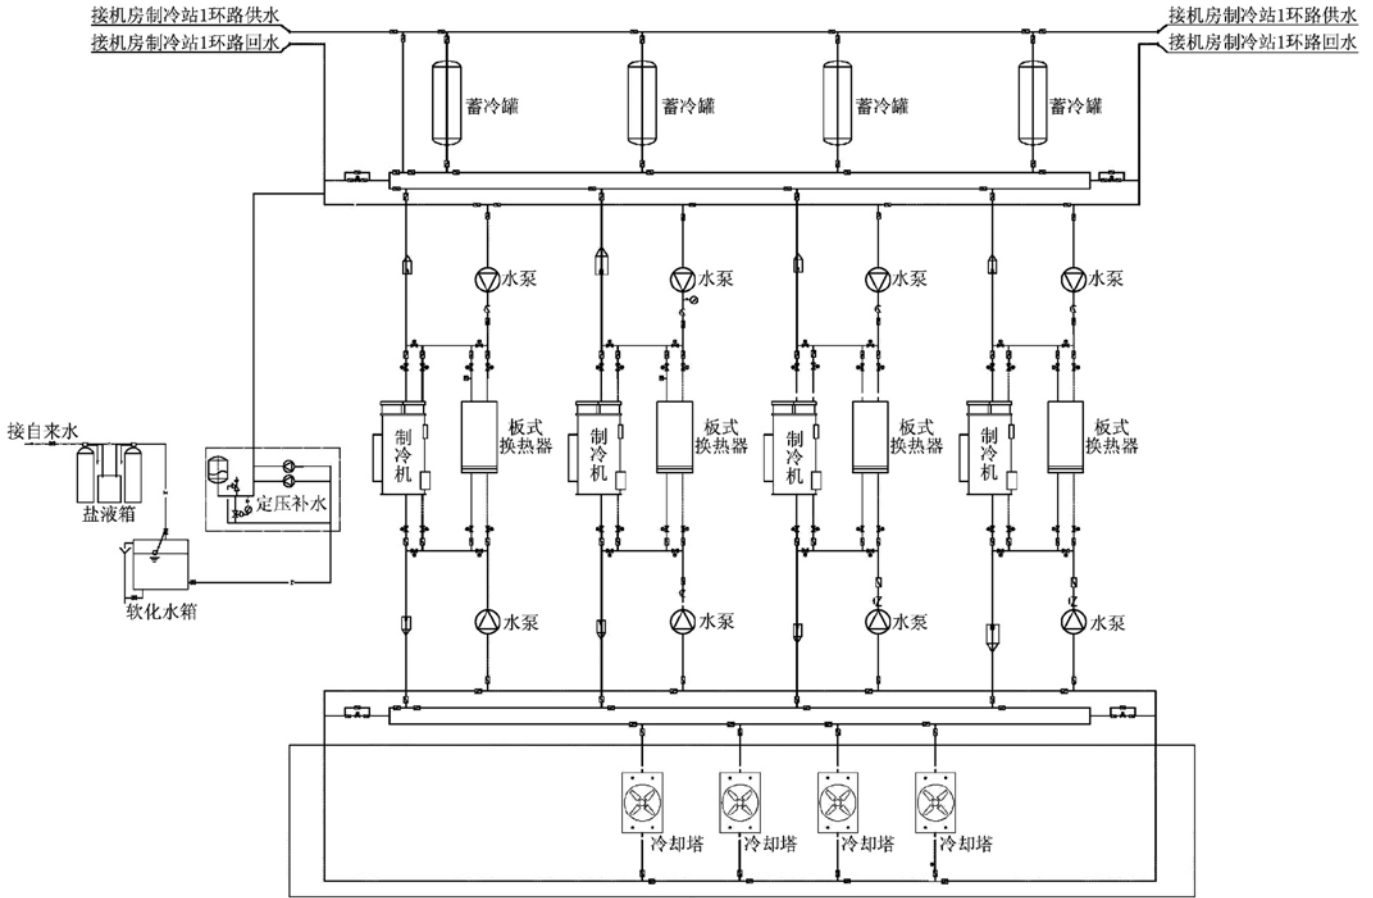 接机房制冷站1环路供水
接机房制冷站1环路供水
接机房制冷站1环路回水
接机房制冷站1环路回水
蓄冷罐
蓄冷罐
蓄冷罐
蓄冷罐
水泵
水泵
水泵
水泵
接自来水
盐液箱
定压补水
软化水箱
制冷机
板式
换热器
制冷机
板式
换热器
制冷机
板式
换热器
制冷机
板式
换热器
水泵
水泵
水泵
水泵
冷却塔
冷却塔
冷却塔
冷却塔